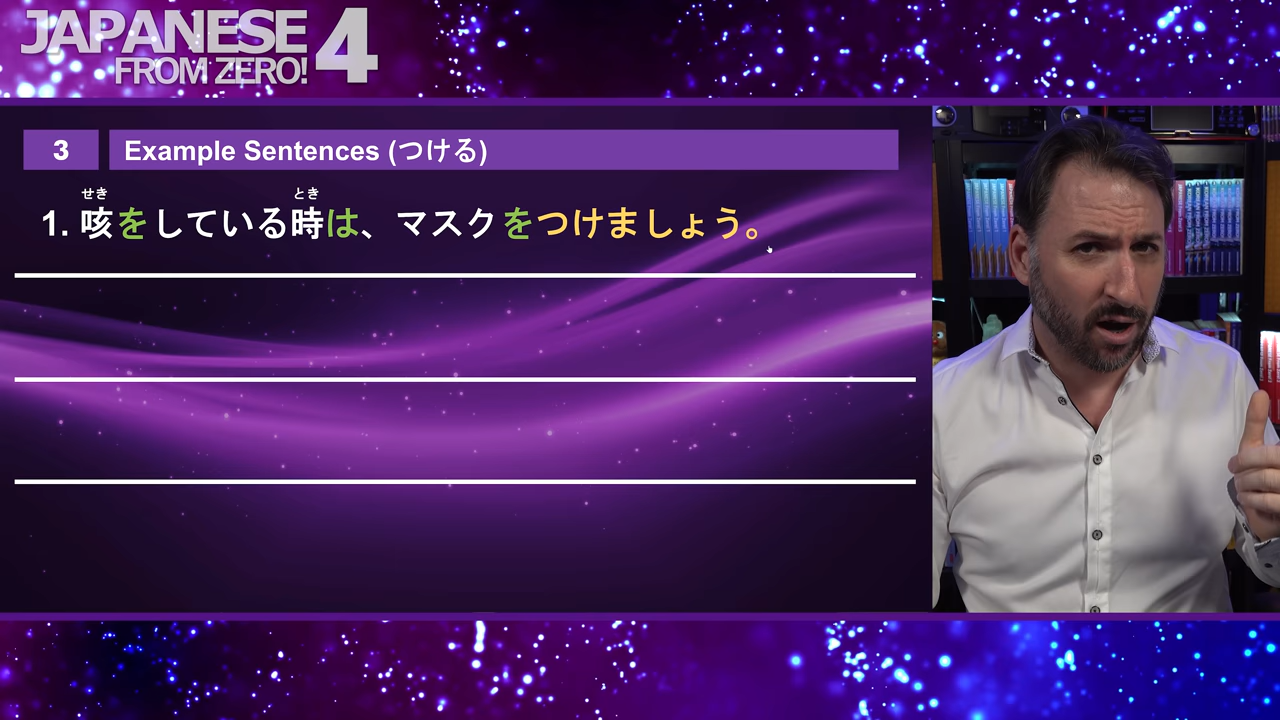 JAPANESE
FROM ZERO! 4
3 Example Sentences (つける)
せき とき
1. 咳をしている時は、マスクをつけましょう。